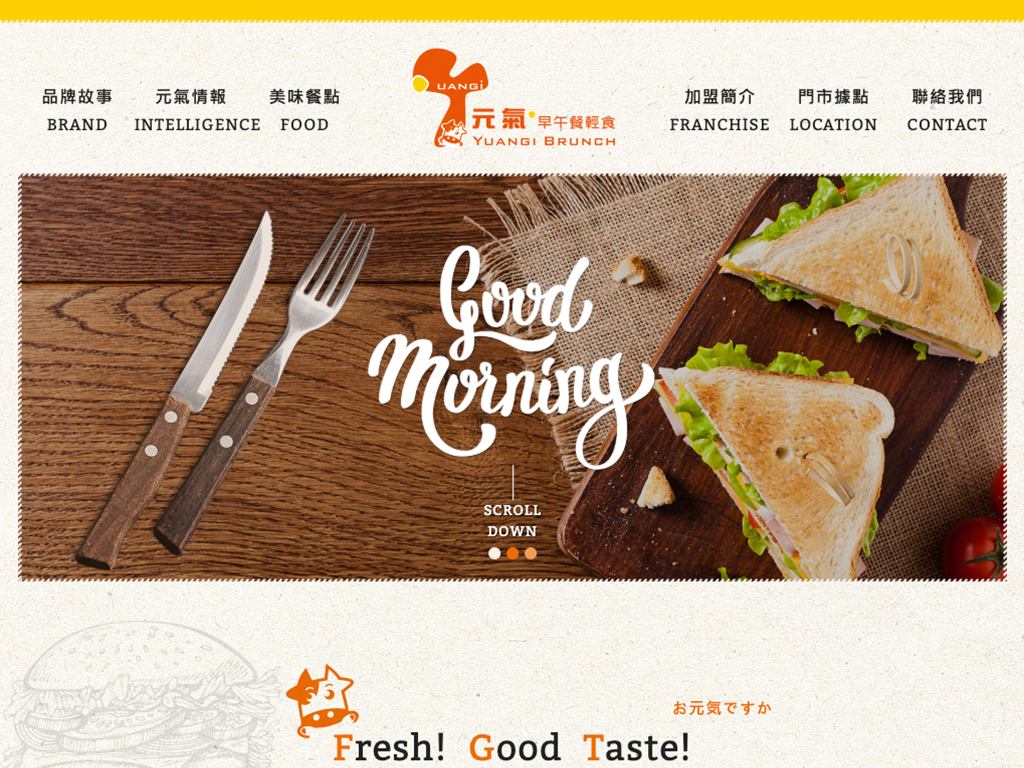 品牌故事
BRAND
元氣情報
INTELLIGENCE
美味餐點
FOOD
UANGi
元氣 早午餐輕食
YUANGI BRUNCH
加盟簡介
FRANCHISE
門市據點
LOCATION
聯絡我們
CONTACT
Good
Morning
SCROLL
DOWN
お元気ですか
Fresh! Good Taste!